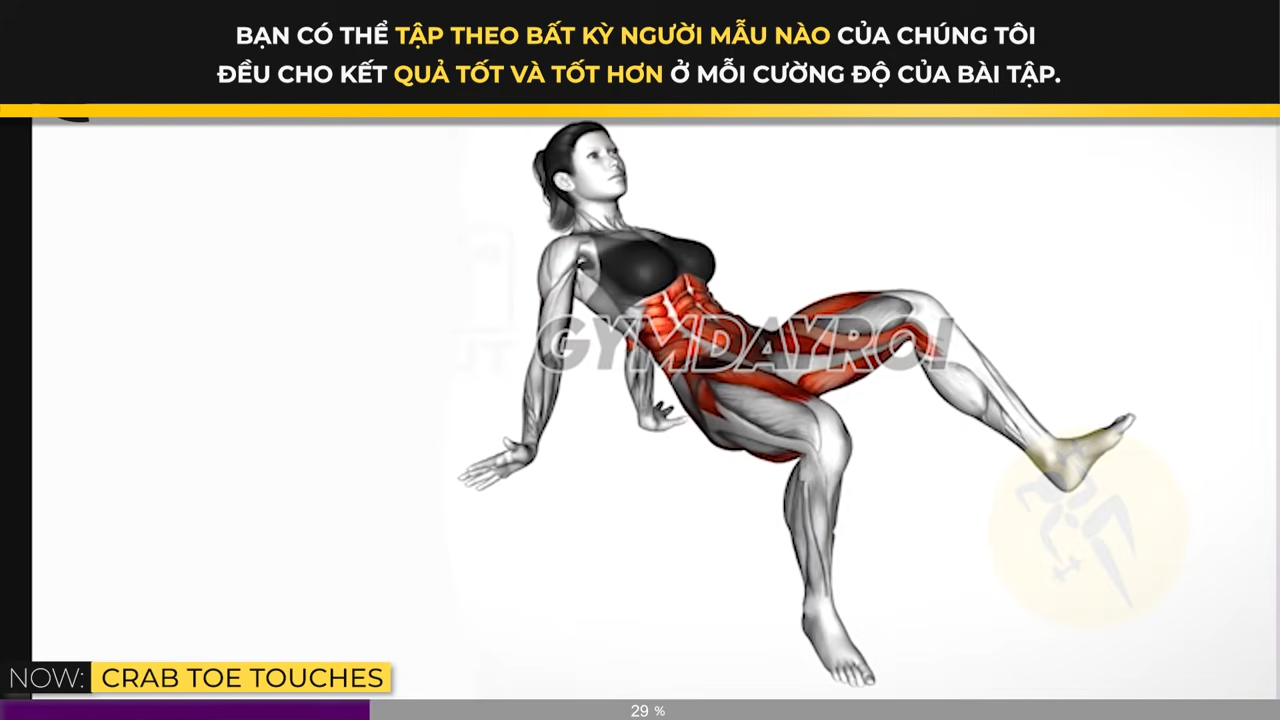 BẠN CÓ THỂ TẬP THEO BẤT KỲ NGƯỜI MẪU NÀO CỦA CHÚNG TÔI
ĐỀU CHO KẾT QUẢ TỐT VÀ TỐT HƠN Ở MỖI CƯỜNG ĐỘ CỦA BÀI TẬP.
GYMDAYROI
NOW: CRAB TOE TOUCHES
29 %